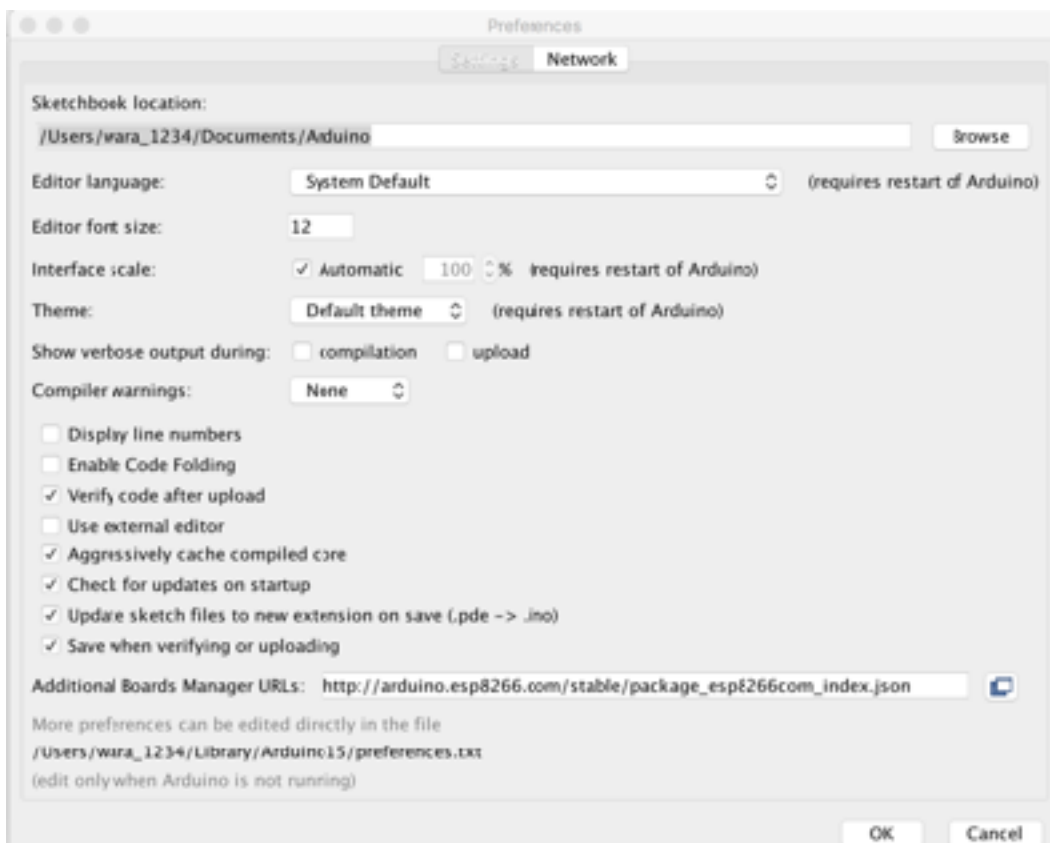 Preferences
Settings Network
Sketchbook location:
/Users/wara_1234/Documents/Arduino Browse
Editor language: System Default (requires restart of Arduino)
Editor font size: 12
Interface scale: Automatic 100 % (requires restart of Arduino)
Theme: Default theme (requires restart of Arduino)
Show verbose output during: compilation upload
Compiler warnings: None
Display line numbers
Enable Code Folding
Verify code after upload
Use external editor
Aggressively cache compiled core
Check for updates on startup
Update sketch files to new extension on save (.pde -> .ino)
Save when verifying or uploading
Additional Boards Manager URLs: http://arduino.esp8266.com/stable/package_esp8266com_index.json
More preferences can be edited directly in the file
/Users/wara_1234/Library/Arduino15/preferences.txt
(edit only when Arduino is not running)
OK Cancel